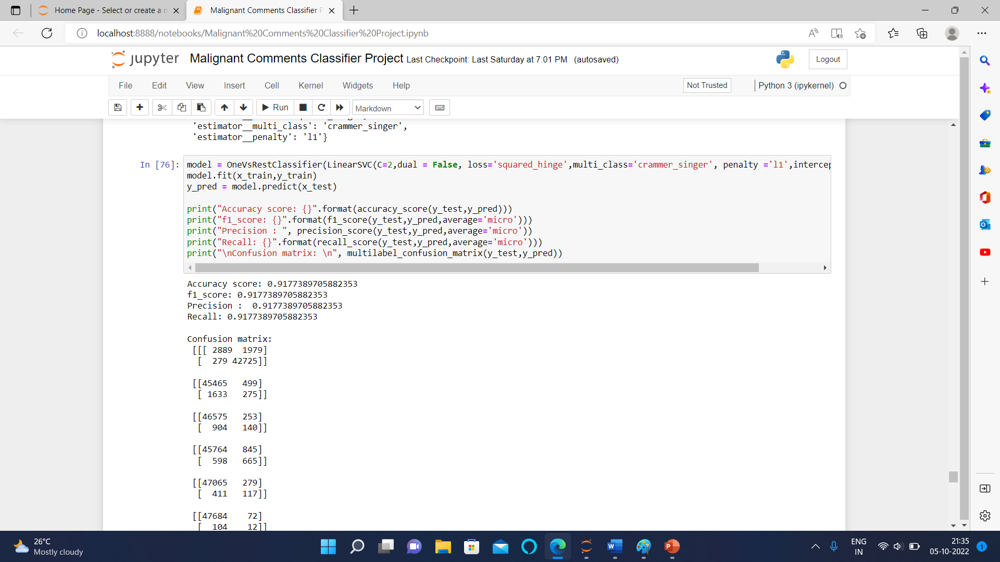 Home Page - Select or create a n
Malignant Comments Classifier P
localhost:8888/notebooks/Malignant%20Comments%20Classifier%20Project.ipynb
jupyter Malignant Comments Classifier Project Last Checkpoint: Last Saturday at 7:01 PM (autosaved)
Logout
File Edit View Insert Cell Kernel Widgets Help
Not Trusted
Python 3 (ipykernel)
Run
Markdown
'estimator__multi_class': 'crammer_singer',
'estimator__penalty': 'l1'}
In [76]:
model = OneVsRestClassifier(LinearSVC(C=2,dual = False, loss='squared_hinge',multi_class='crammer_singer', penalty ='l1',intercep
model.fit(x_train,y_train)
y_pred = model.predict(x_test)
print("Accuracy score: {}".format(accuracy_score(y_test,y_pred)))
print("f1_score: {}".format(f1_score(y_test,y_pred,average='micro')))
print("Precision : ", precision_score(y_test,y_pred,average='micro'))
print("Recall: {}".format(recall_score(y_test,y_pred,average='micro')))
print("\nConfusion matrix: \n", multilabel_confusion_matrix(y_test,y_pred))
Accuracy score: 0.9177389705882353
f1_score: 0.9177389705882353
Precision :  0.9177389705882353
Recall: 0.9177389705882353
Confusion matrix:
[[[ 2889  1979]
[  279 42725]]
[[45465   499]
[ 1633   275]]
[[46575   253]
[  904   140]]
[[45764   845]
[  598   665]]
[[47065   279]
[  411   117]]
[[47684    72]
[  104    12]]
26°C
Mostly cloudy
ENG
IN
21:35
05-10-2022
1